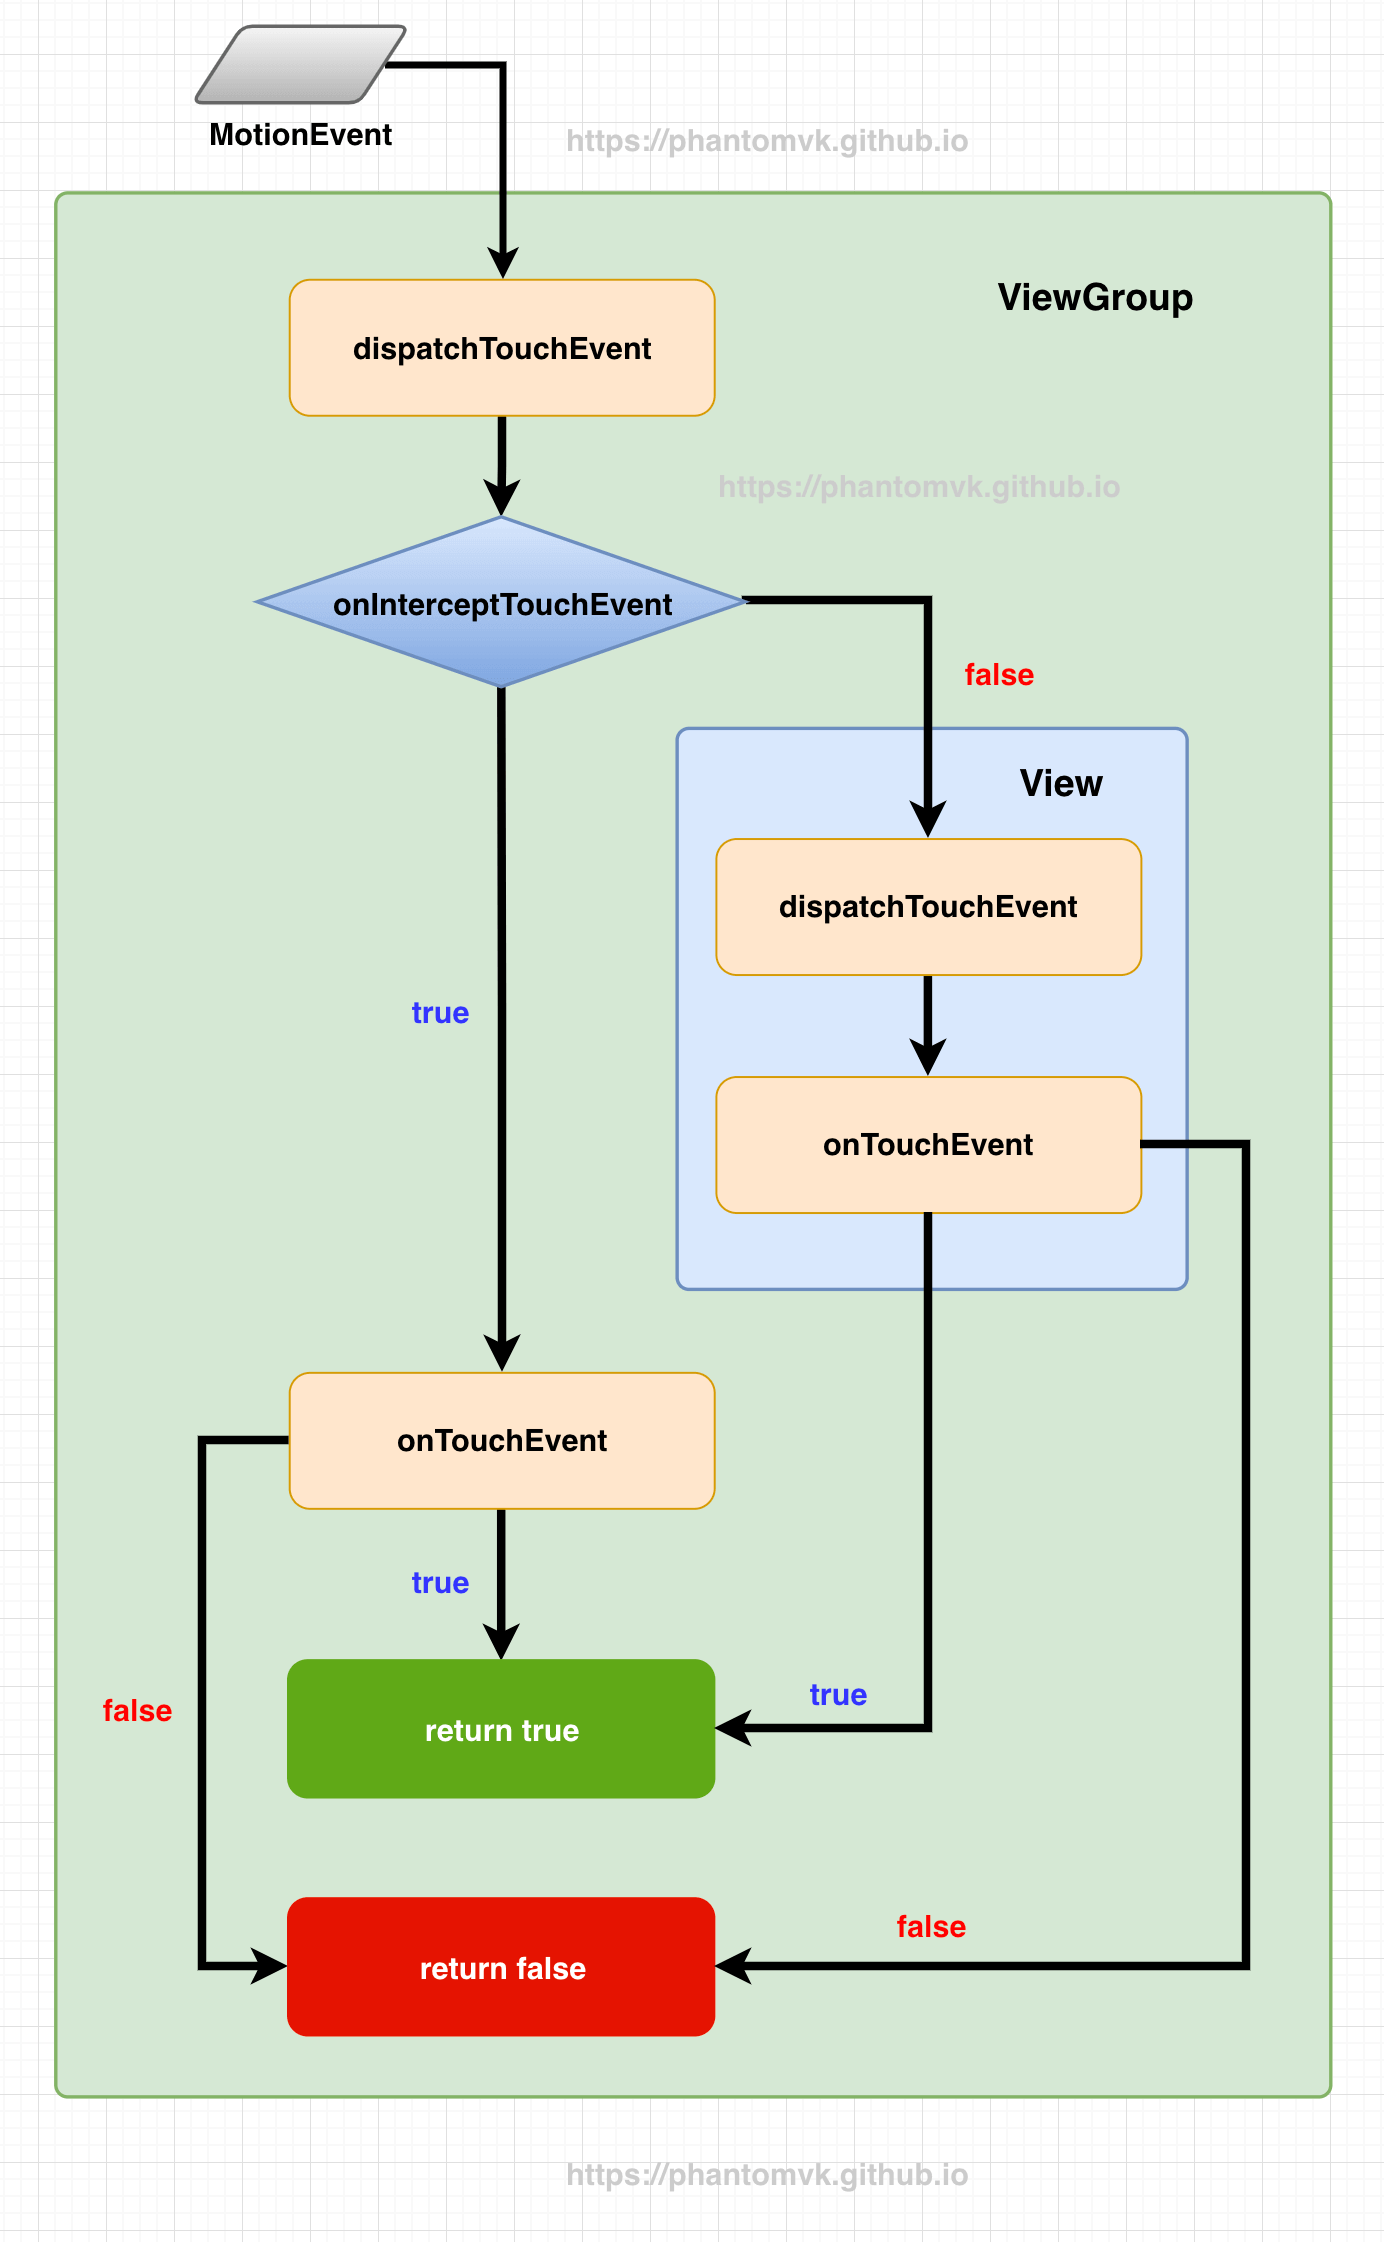 MotionEvent
https://phantomvk.github.io
ViewGroup
dispatchTouchEvent
https://phantomvk.github.io
onInterceptTouchEvent
false
View
dispatchTouchEvent
true
onTouchEvent
onTouchEvent
true
true
false
return true
false
return false
https://phantomvk.github.io